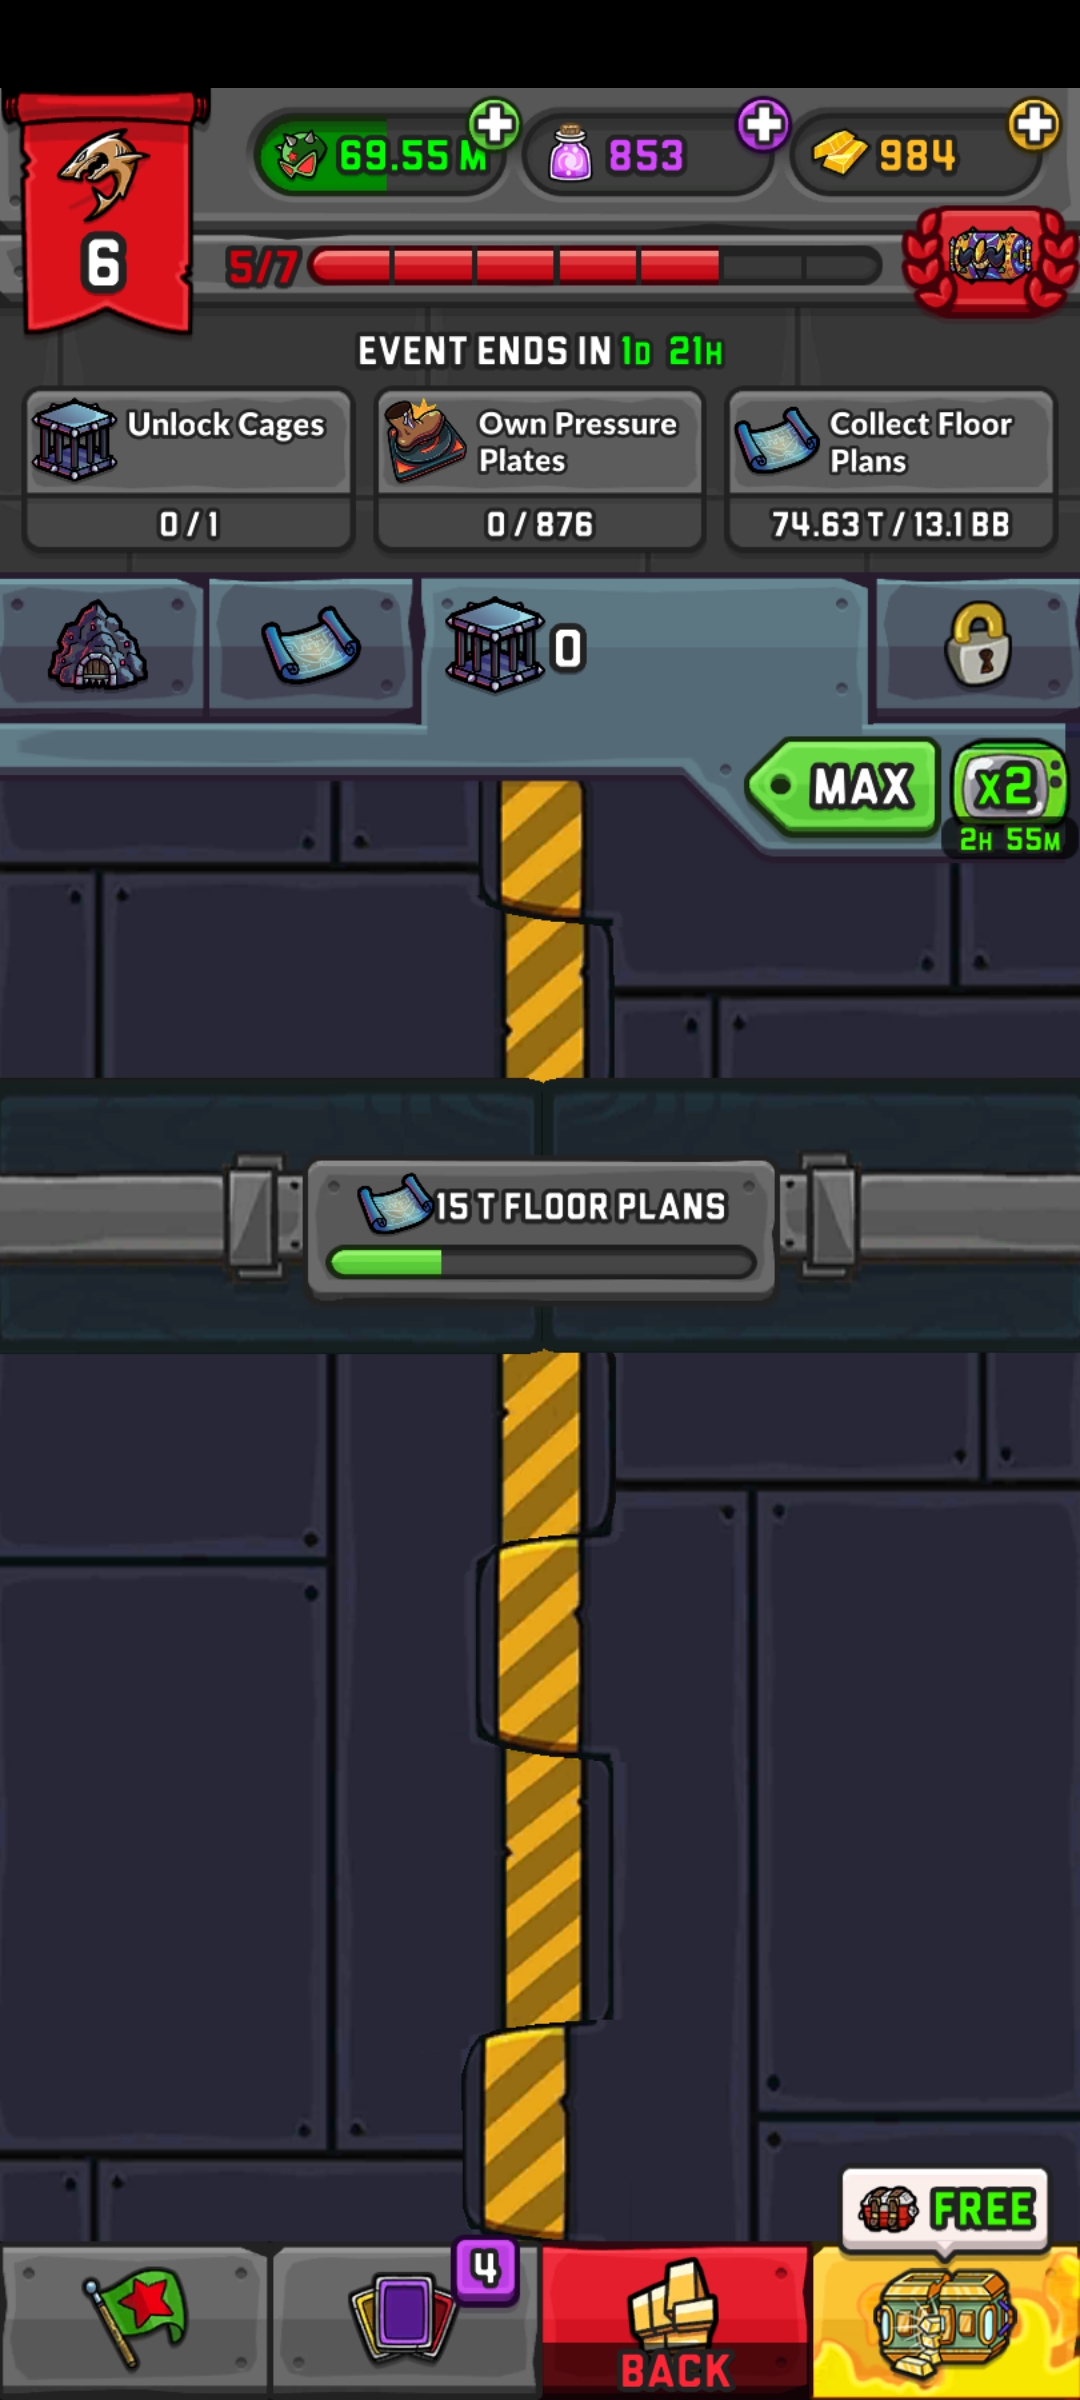 69.55 M
853
984
6
5/7
EVENT ENDS IN 1D 21H
Unlock Cages
0 / 1
Own Pressure
Plates
0 / 876
Collect Floor
Plans
74.63 T / 13.1 BB
0
MAX
x2
2H 55M
15 T FLOOR PLANS
FREE
4
BACK